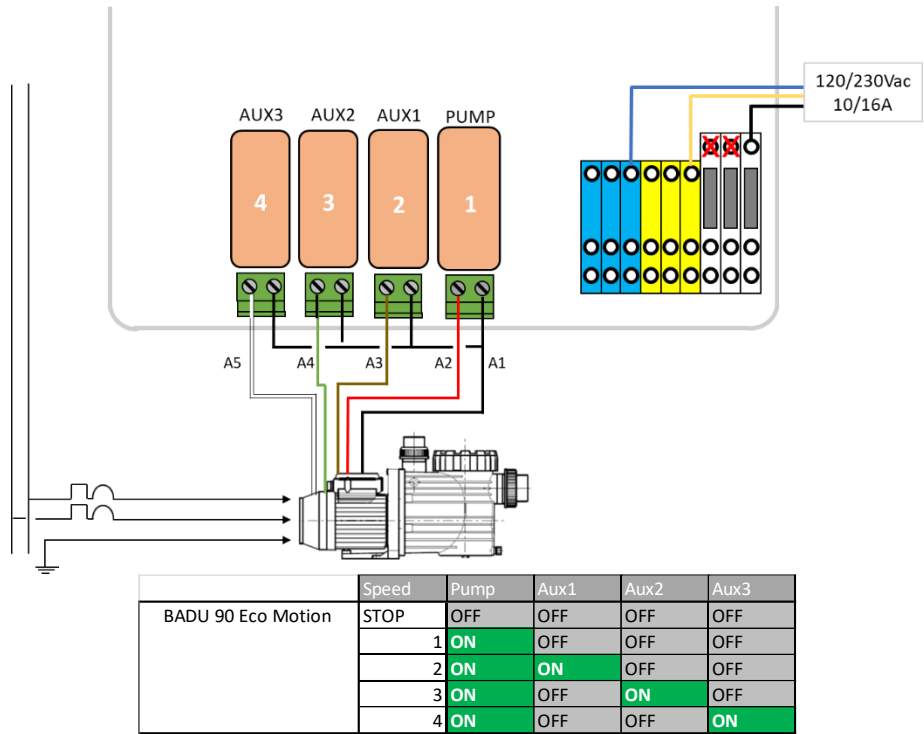 120/230Vac
10/16A
AUX3 AUX2 AUX1 PUMP
4 3 2 1
A5 A4 A3 A2 A1
Speed Pump Aux1 Aux2 Aux3
BADU 90 Eco Motion STOP OFF OFF OFF OFF
1 ON OFF OFF OFF
2 ON ON OFF OFF
3 ON OFF ON OFF
4 ON OFF OFF ON